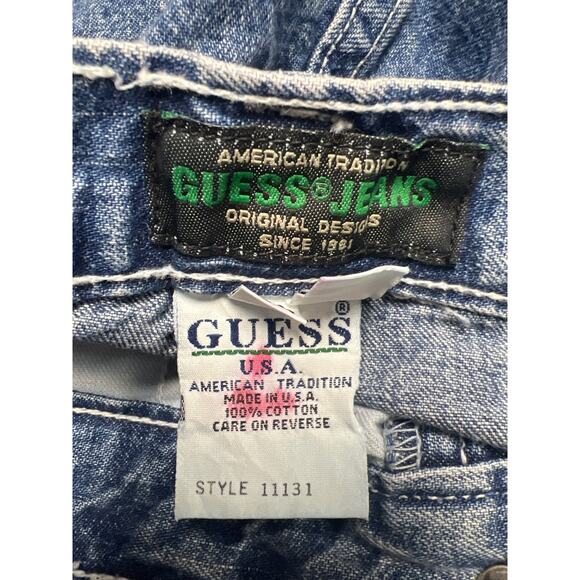 AMERICAN TRADITION
GUESS® JEANS
ORIGINAL DESIGNS
SINCE 1981
GUESS®
U.S.A.
AMERICAN TRADITION
MADE IN U.S.A.
100% COTTON
CARE ON REVERSE
STYLE 11131